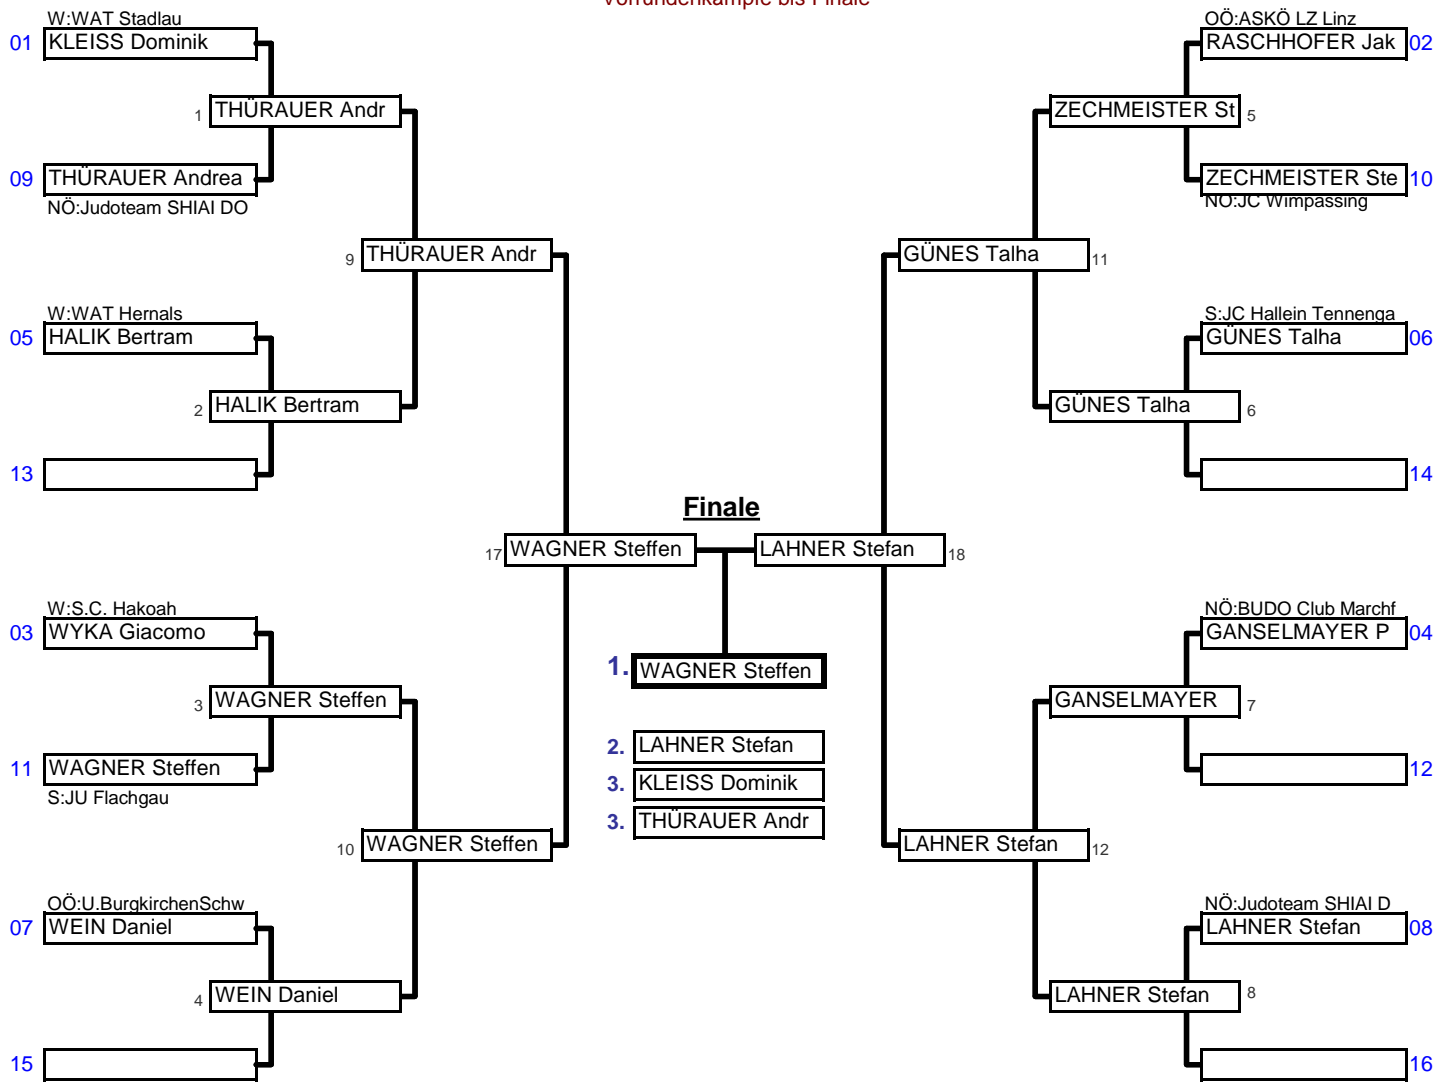 Vorrundenkämpfe bis Finale
W:WAT Stadlau
01 KLEISS Dominik
1 THÜRAUER Andr
09 THÜRAUER Andrea
NÖ:Judoteam SHIAI DO
9 THÜRAUER Andr
W:WAT Hernals
05 HALIK Bertram
2 HALIK Bertram
13
17 WAGNER Steffen
W:S.C. Hakoah
03 WYKA Giacomo
3 WAGNER Steffen
11 WAGNER Steffen
S:JU Flachgau
10 WAGNER Steffen
OÖ:U.BurgkirchenSchw
07 WEIN Daniel
4 WEIN Daniel
15
Finale
1. WAGNER Steffen
2. LAHNER Stefan
3. KLEISS Dominik
3. THÜRAUER Andr
OÖ:ASKÖ LZ Linz
RASCHHOFER Jak 02
ZECHMEISTER St 5
ZECHMEISTER Ste 10
NÖ:JC Wimpassing
GÜNES Talha 11
S:JC Hallein Tennenga
GÜNES Talha 06
GÜNES Talha 6
14
LAHNER Stefan 18
NÖ:BUDO Club Marchf
GANSELMAYER P 04
GANSELMAYER 7
12
LAHNER Stefan 12
NÖ:Judoteam SHIAI D
LAHNER Stefan 08
LAHNER Stefan 8
16